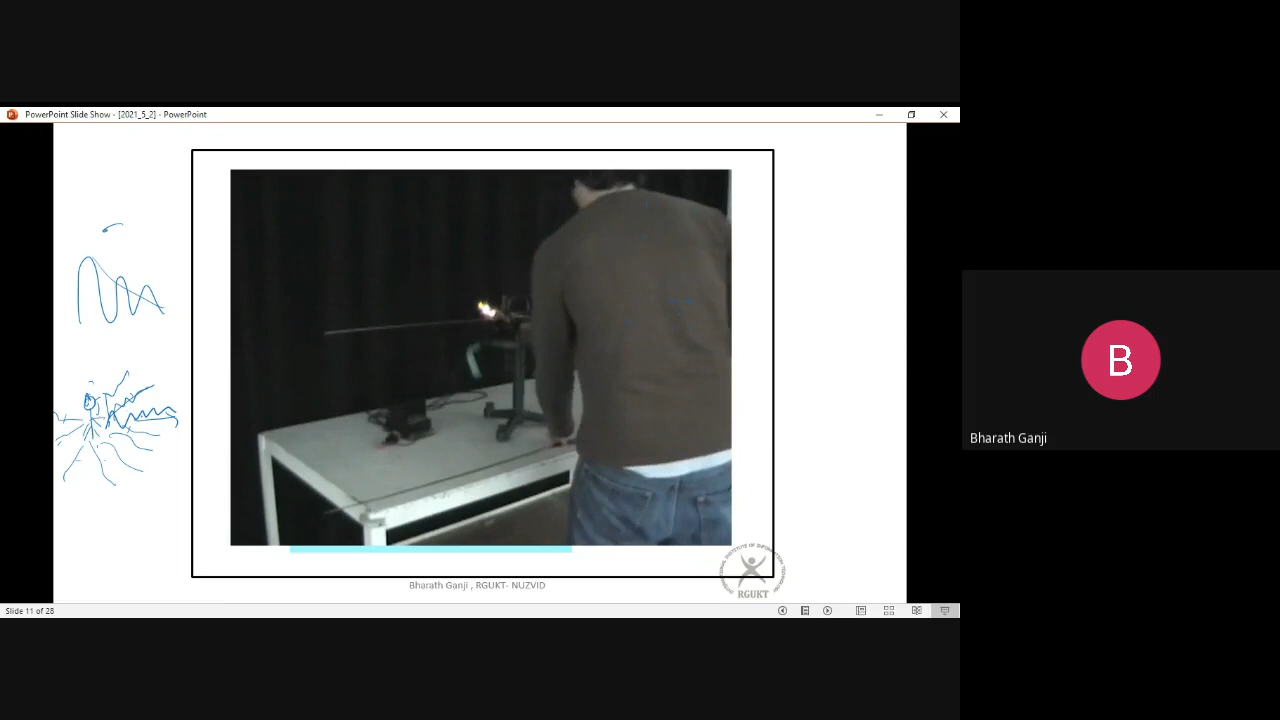 PowerPoint Slide Show - [2021_5_2] - PowerPoint
B
Bharath Ganji
Bharath Ganji , RGUKT- NUZVID
RGUKT
Slide 11 of 28